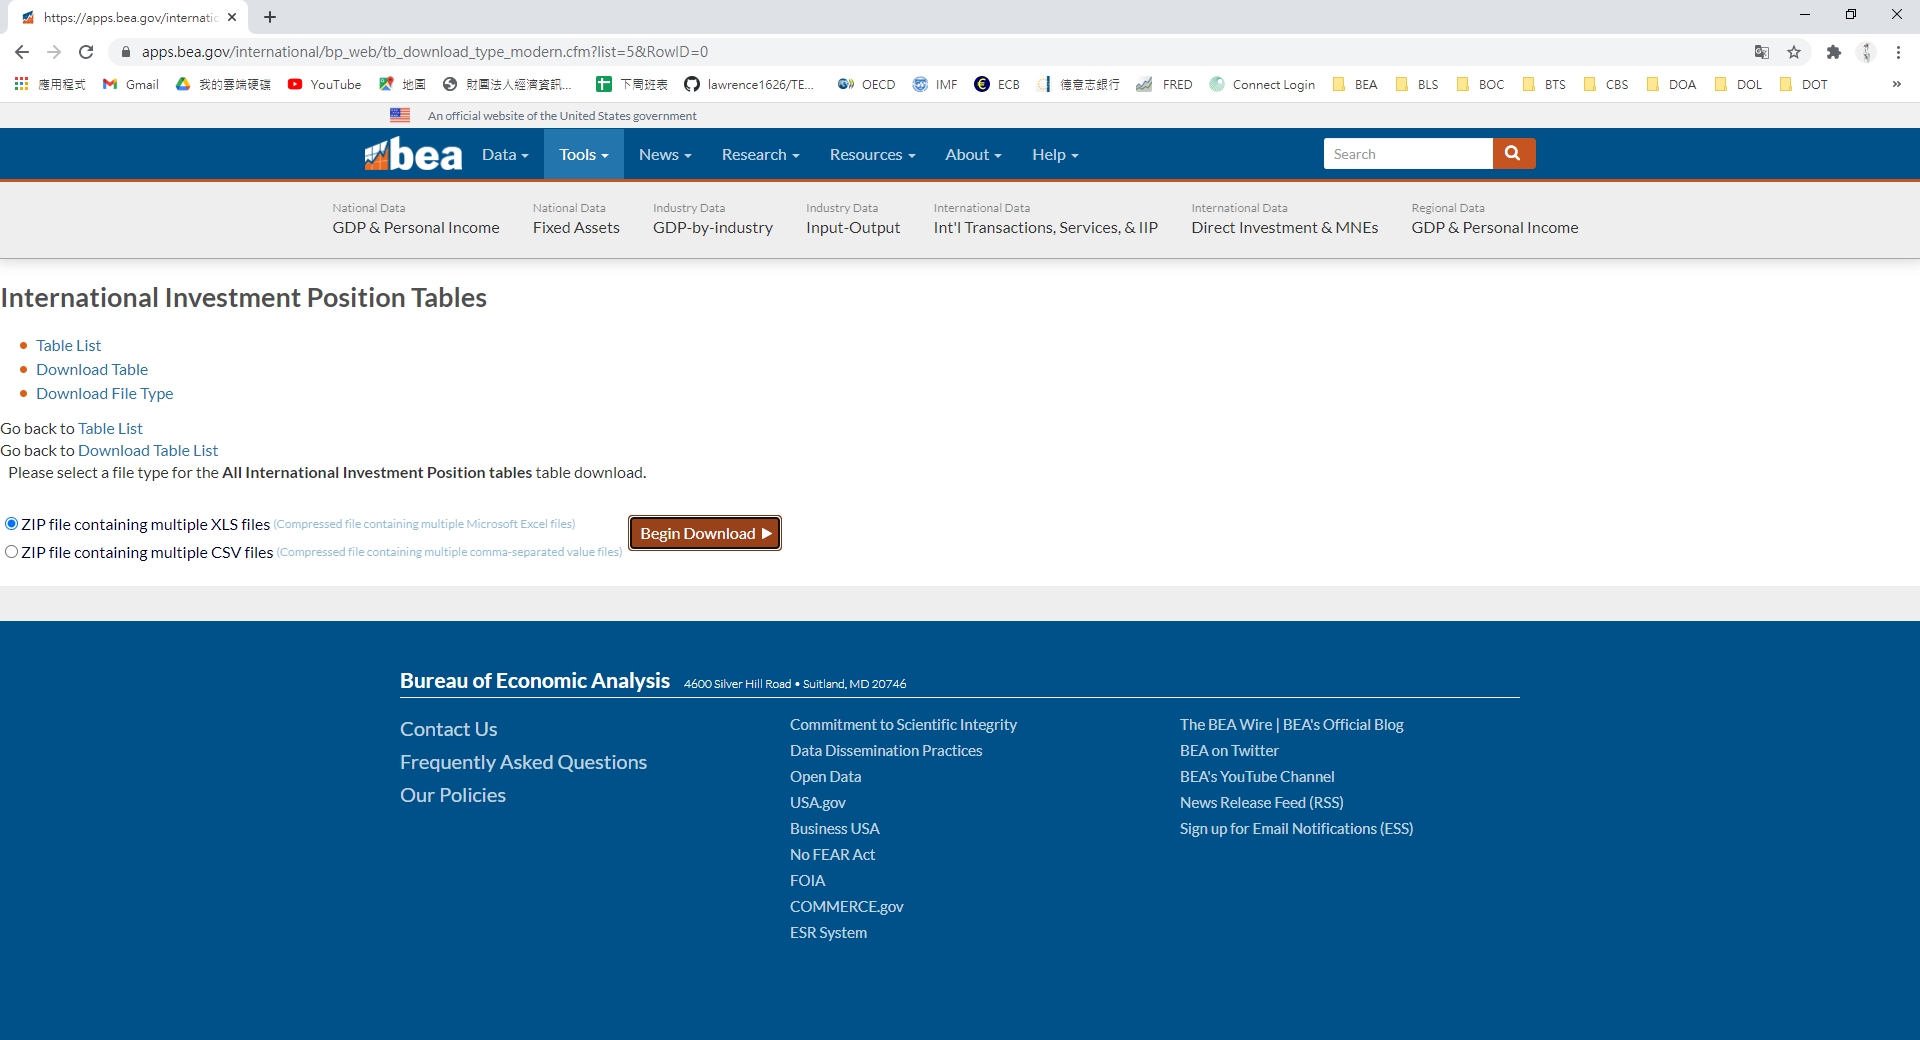 https://apps.bea.gov/internatio
apps.bea.gov/international/bp_web/tb_download_type_modern.cfm?list=5&RowID=0
應用程式 Gmail 我的雲端硬碟 YouTube 地圖 財團法人經濟資訊... 下周班表 lawrence1626/TE... OECD IMF ECB 德意志銀行 FRED Connect Login BEA BLS BOC BTS CBS DOA DOL DOT »
An official website of the United States government
bea Data Tools News Research Resources About Help Search
National Data National Data Industry Data Industry Data International Data International Data Regional Data
GDP & Personal Income Fixed Assets GDP-by-industry Input-Output Int'l Transactions, Services, & IIP Direct Investment & MNEs GDP & Personal Income
International Investment Position Tables
Table List
Download Table
Download File Type
Go back to Table List
Go back to Download Table List
Please select a file type for the All International Investment Position tables table download.
ZIP file containing multiple XLS files (Compressed file containing multiple Microsoft Excel files)
Begin Download
ZIP file containing multiple CSV files (Compressed file containing multiple comma-separated value files)
Bureau of Economic Analysis 4600 Silver Hill Road • Suitland, MD 20746
Contact Us
Frequently Asked Questions
Our Policies
Commitment to Scientific Integrity
Data Dissemination Practices
Open Data
USA.gov
Business USA
No FEAR Act
FOIA
COMMERCE.gov
ESR System
The BEA Wire | BEA's Official Blog
BEA on Twitter
BEA's YouTube Channel
News Release Feed (RSS)
Sign up for Email Notifications (ESS)